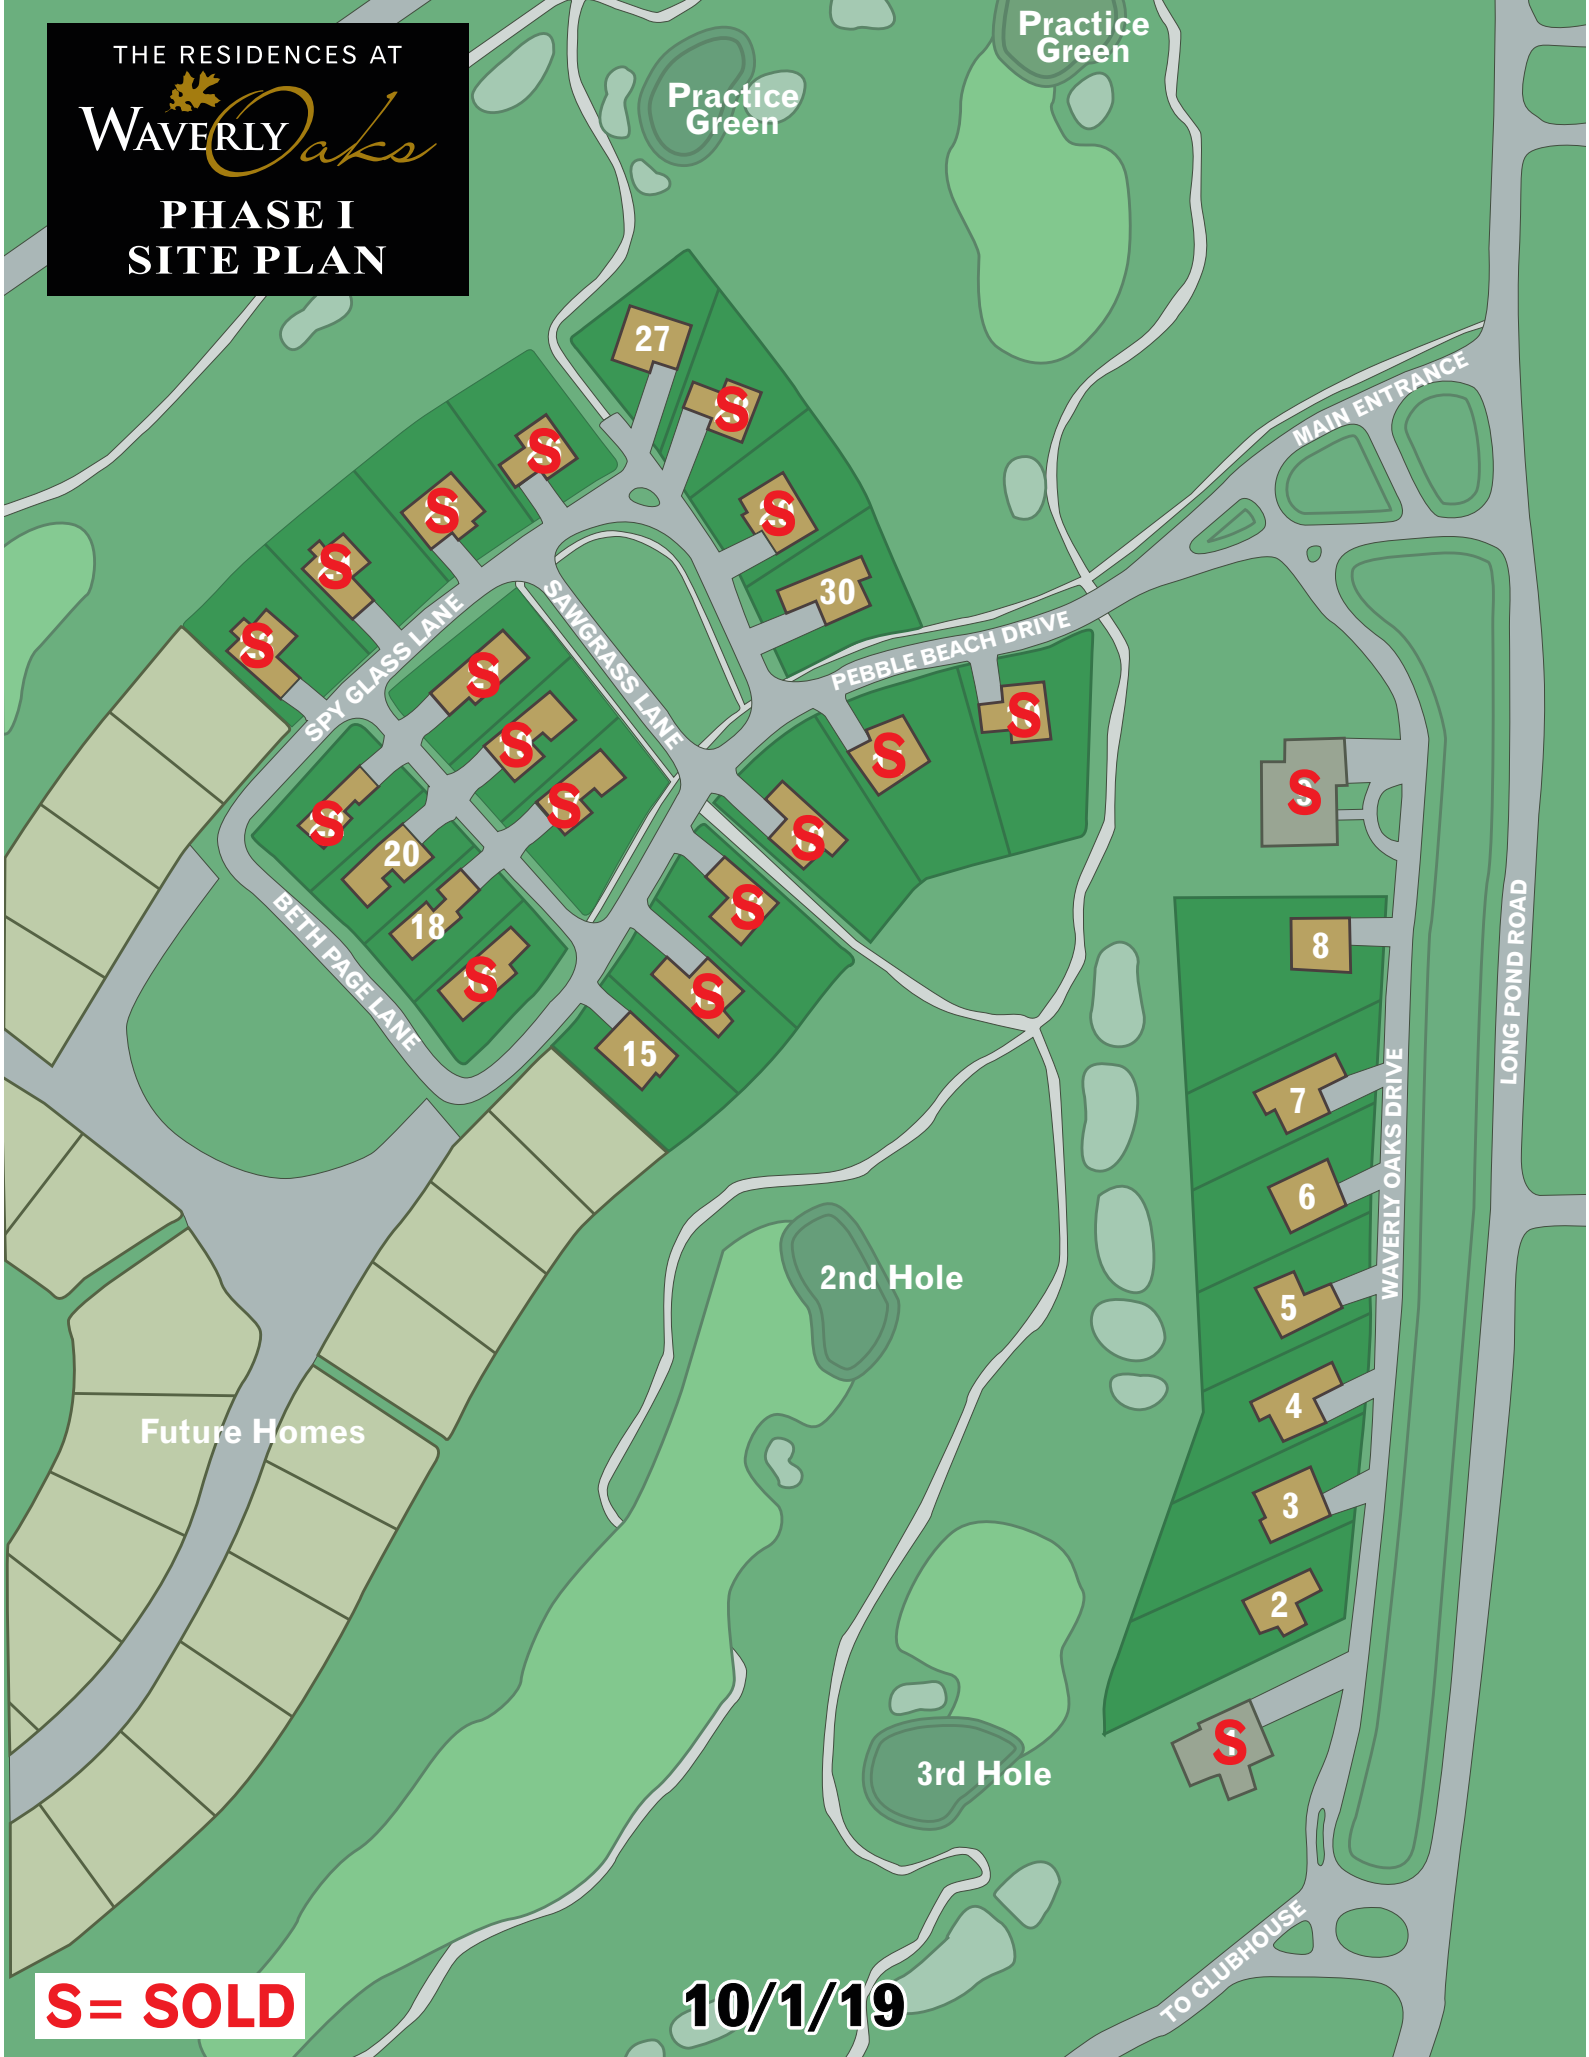 THE RESIDENCES AT
WAVERLY Oaks
PHASE I
SITE PLAN
Practice
Green
Practice
Green
27
S
S
S
S
S
S
S
30
MAIN ENTRANCE
PEBBLE BEACH DRIVE
SPY GLASS LANE
SAWGRASS LANE
S
S
S
S
S
S
S
S
20
18
S
S
S
15
BETH PAGE LANE
S
8
7
6
5
4
3
2
S
WAVERLY OAKS DRIVE
LONG POND ROAD
2nd Hole
Future Homes
3rd Hole
TO CLUBHOUSE
S= SOLD
10/1/19